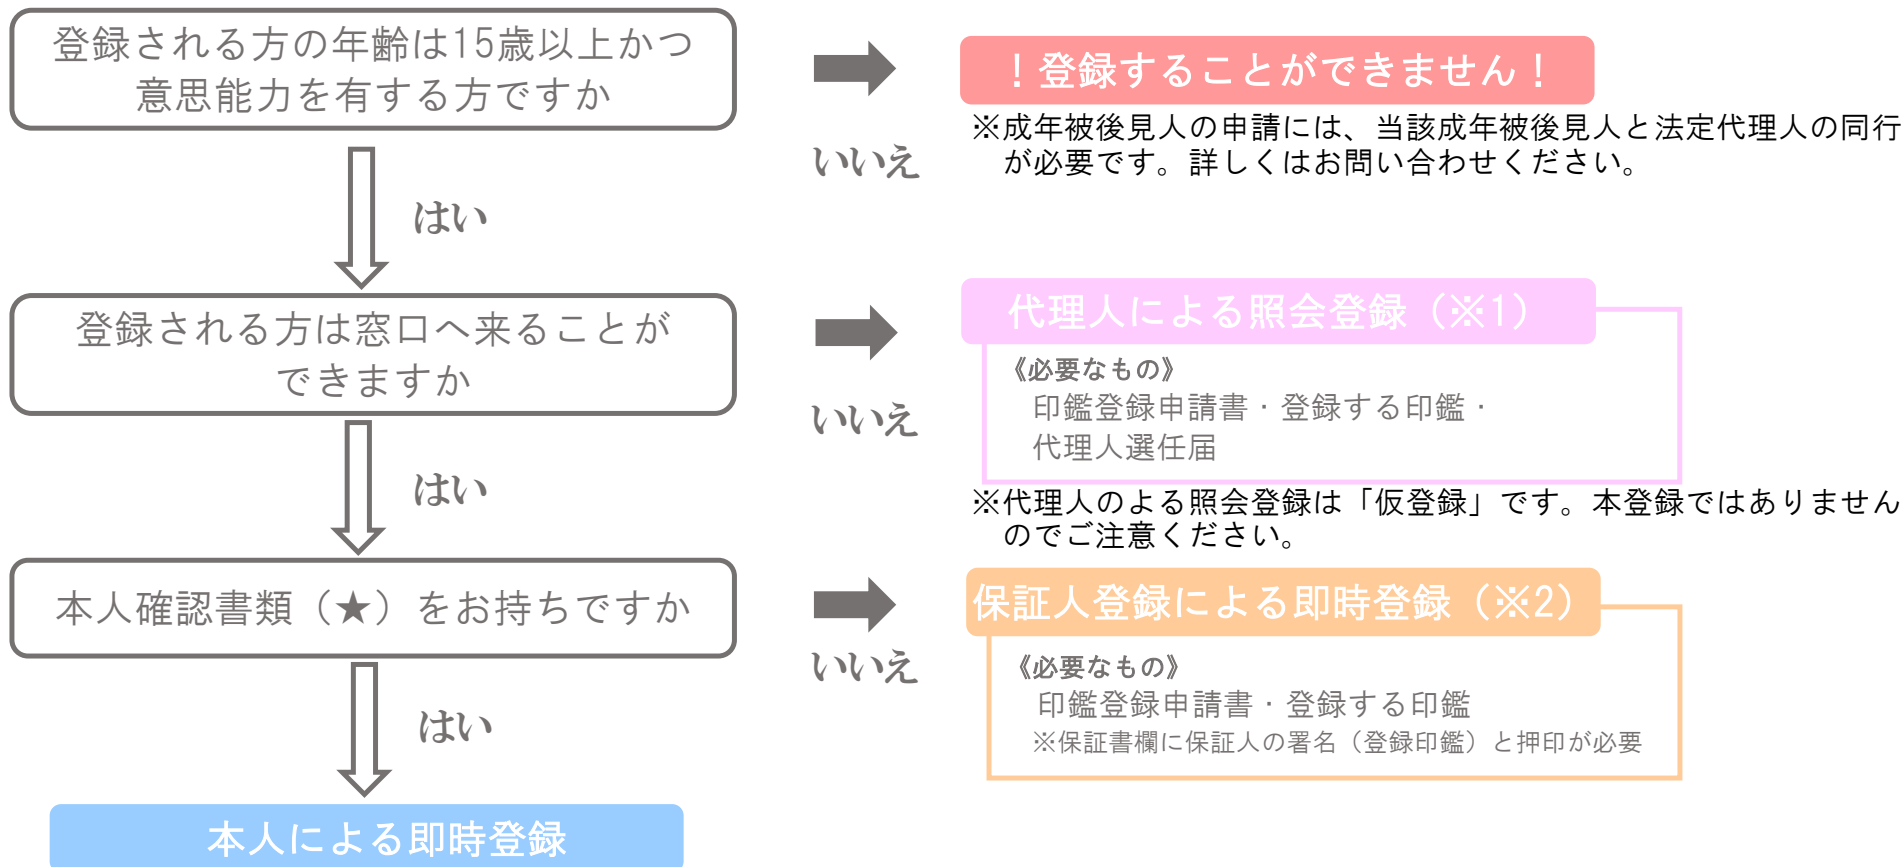 登録される方の年齢は15歳以上かつ
意思能力を有する方ですか
いいえ
！登録することができません！
※成年被後見人の申請には、当該成年被後見人と法定代理人の同行
が必要です。詳しくはお問い合わせください。
はい
登録される方は窓口へ来ることが
できますか
いいえ
代理人による照会登録（※1）
《必要なもの》
印鑑登録申請書・登録する印鑑・
代理人選任届
※代理人のよる照会登録は「仮登録」です。本登録ではありません
のでご注意ください。
はい
本人確認書類（★）をお持ちですか
いいえ
保証人登録による即時登録（※2）
《必要なもの》
印鑑登録申請書・登録する印鑑
※保証書欄に保証人の署名（登録印鑑）と押印が必要
はい
本人による即時登録